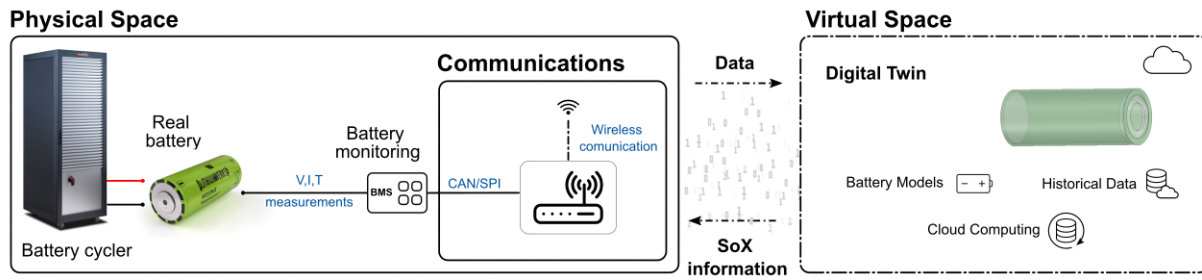 Physical Space
Virtual Space
Communications
Data
Digital Twin
Real
battery
Battery
monitoring
Wireless
comunication
V,I,T
measurements
BMS
CAN/SPI
Battery Models
Historical Data
Cloud Computing
Battery cycler
SoX
information